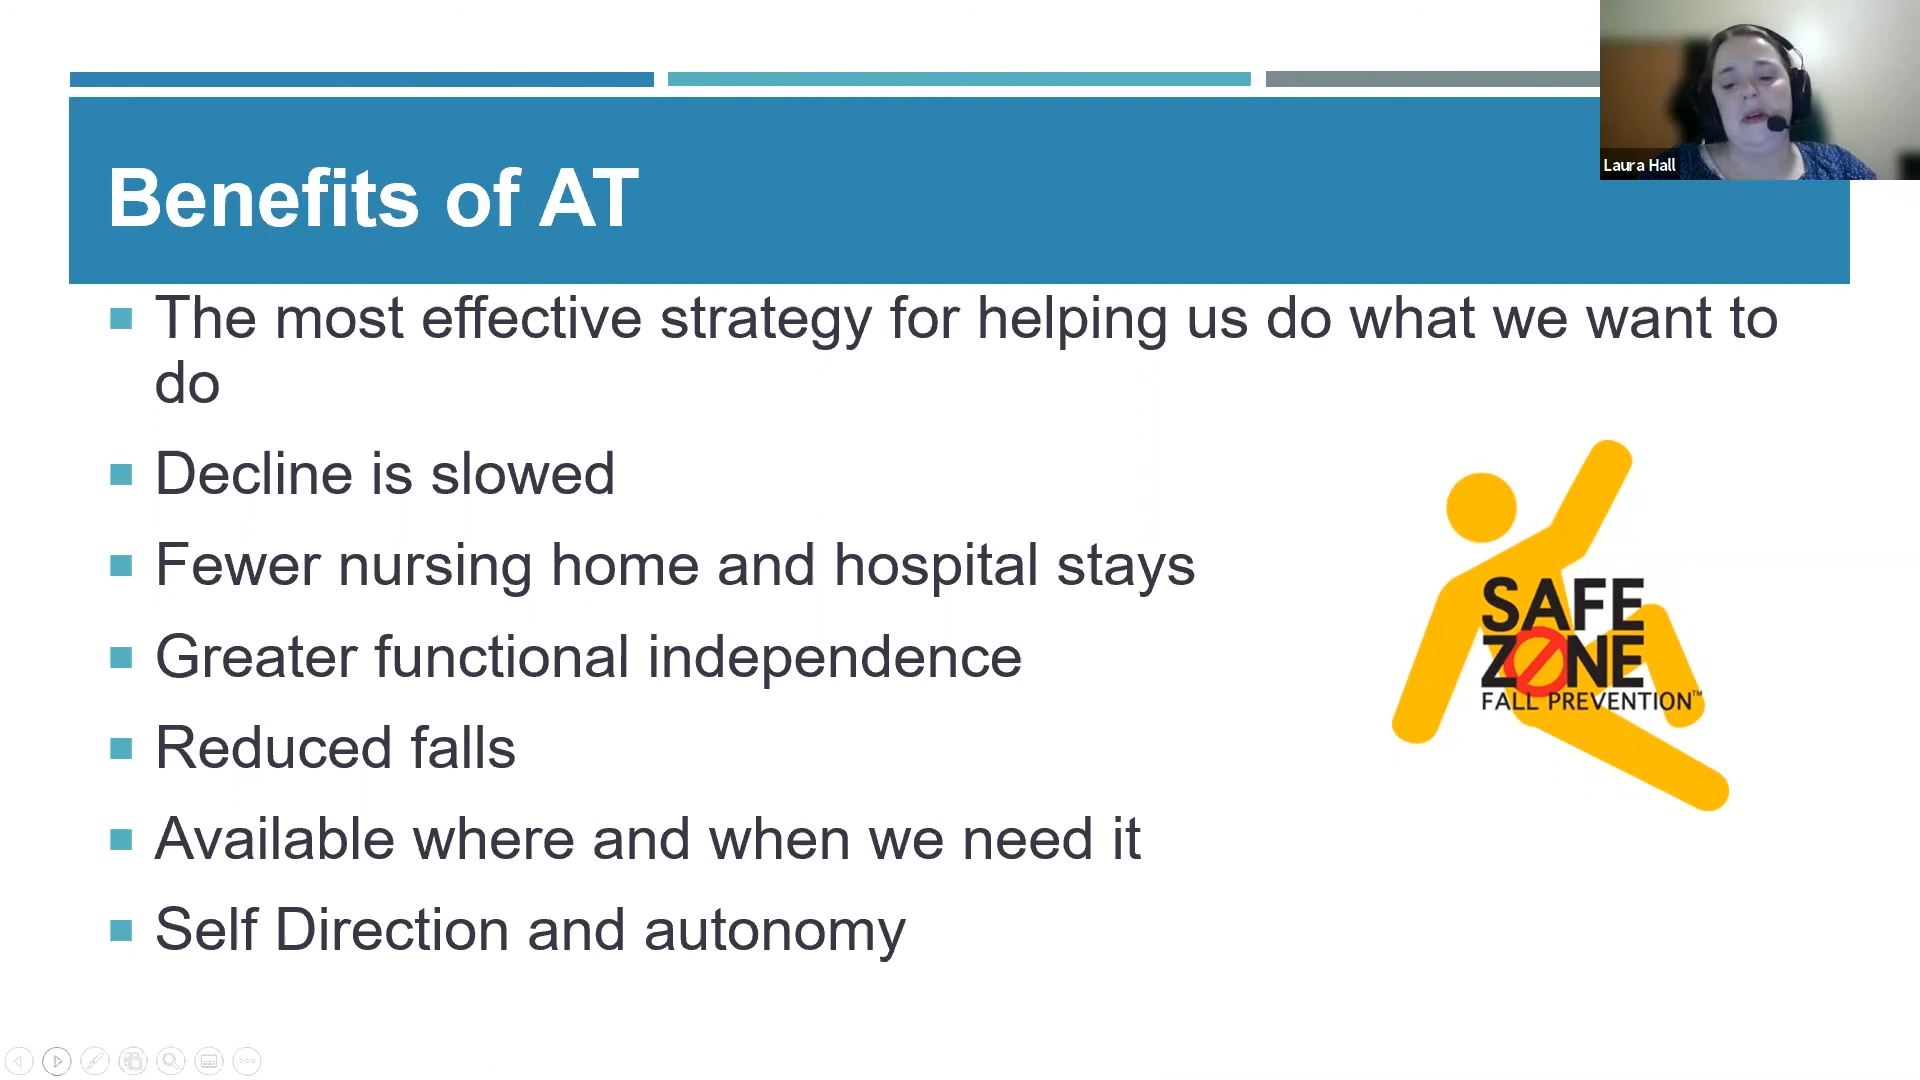 Laura Hall
Benefits of AT
The most effective strategy for helping us do what we want to
do
Decline is slowed
Fewer nursing home and hospital stays
Greater functional independence
Reduced falls
Available where and when we need it
Self Direction and autonomy
SAFE
ZONE
FALL PREVENTION™